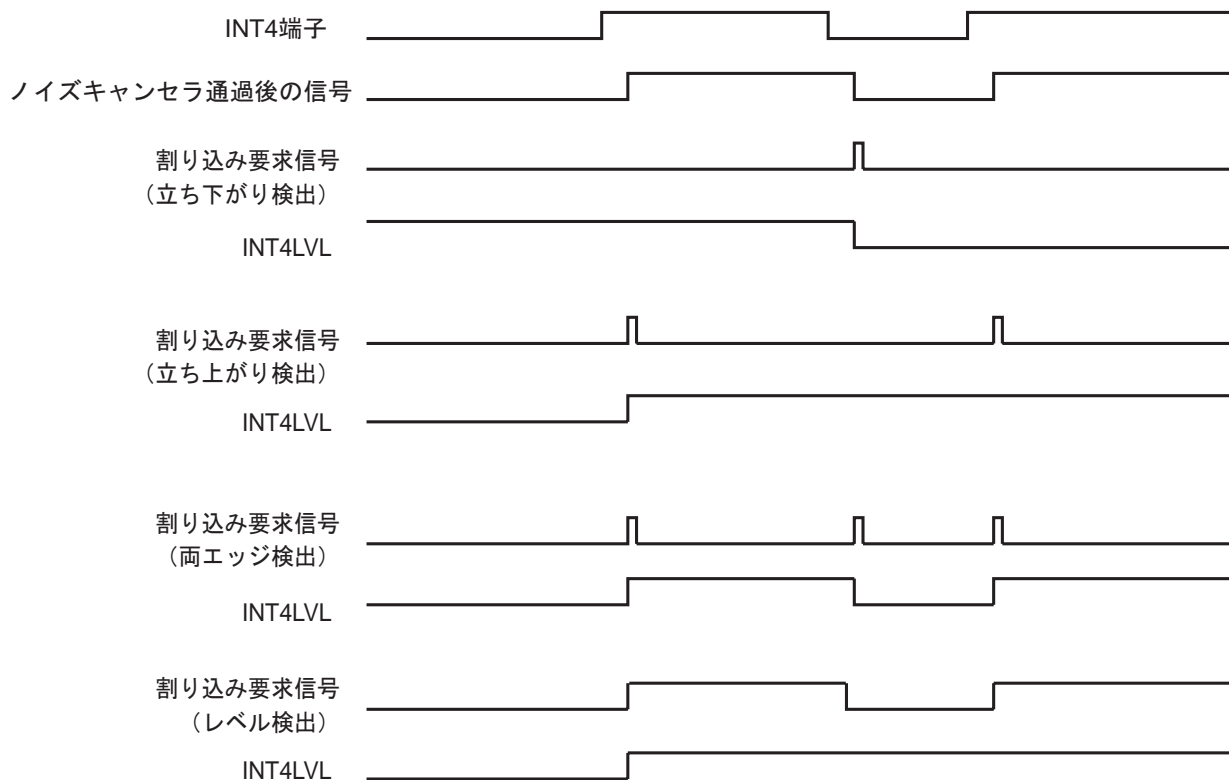 INT4端子
ノイズキャンセラ通過後の信号
割り込み要求信号
（立ち下がり検出）
INT4LVL
割り込み要求信号
（立ち上がり検出）
INT4LVL
割り込み要求信号
（両エッジ検出）
INT4LVL
割り込み要求信号
（レベル検出）
INT4LVL